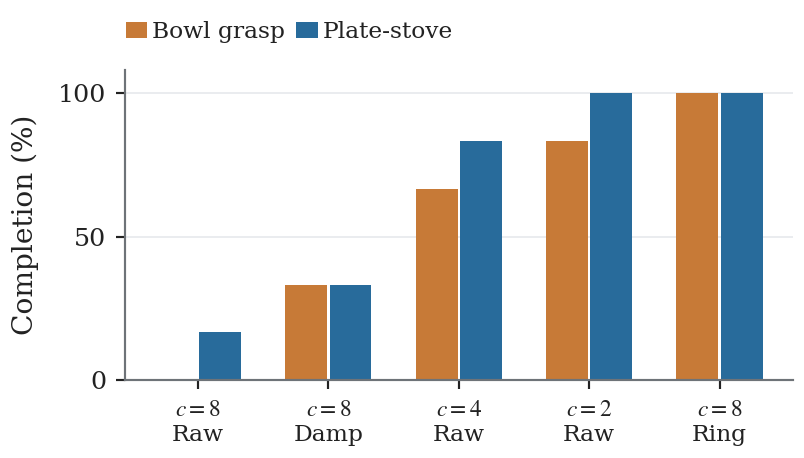 Bowl grasp Plate-stove
Completion (%)
100
50
0
c=8 c=8 c=4 c=2 c=8
Raw Damp Raw Raw Ring